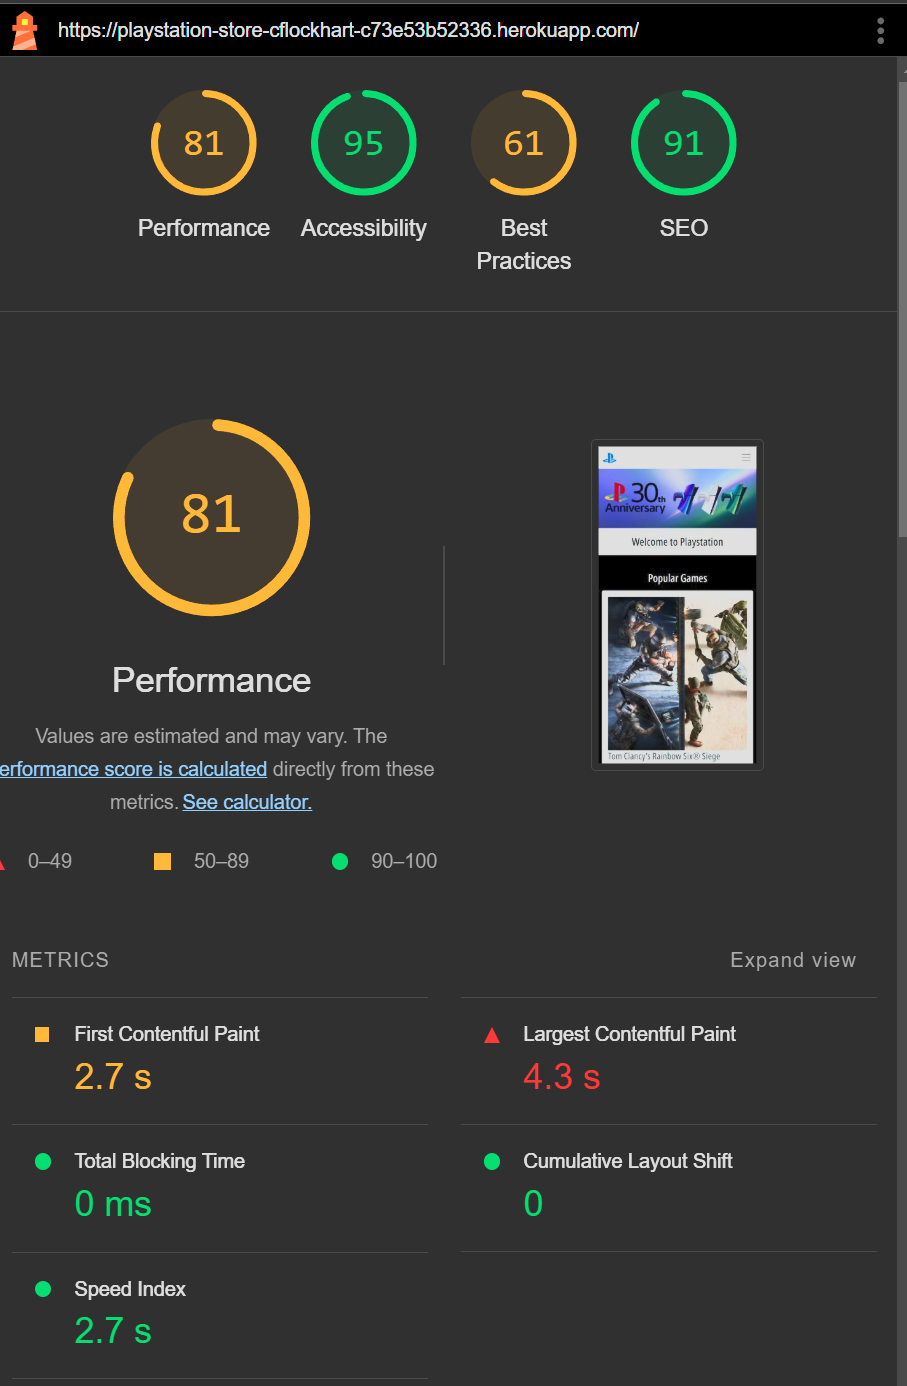 https://playstation-store-cflockhart-c73e53b52336.herokuapp.com/
81
95
61
91
Performance
Accessibility
Best
Practices
SEO
81
30th
Anniversary
Welcome to Playstation
Popular Games
Tom Clancy's Rainbow Six® Siege
Performance
Values are estimated and may vary. The
erformance score is calculated directly from these
metrics. See calculator.
0–49
50–89
90–100
METRICS
Expand view
First Contentful Paint
2.7 s
Largest Contentful Paint
4.3 s
Total Blocking Time
0 ms
Cumulative Layout Shift
0
Speed Index
2.7 s